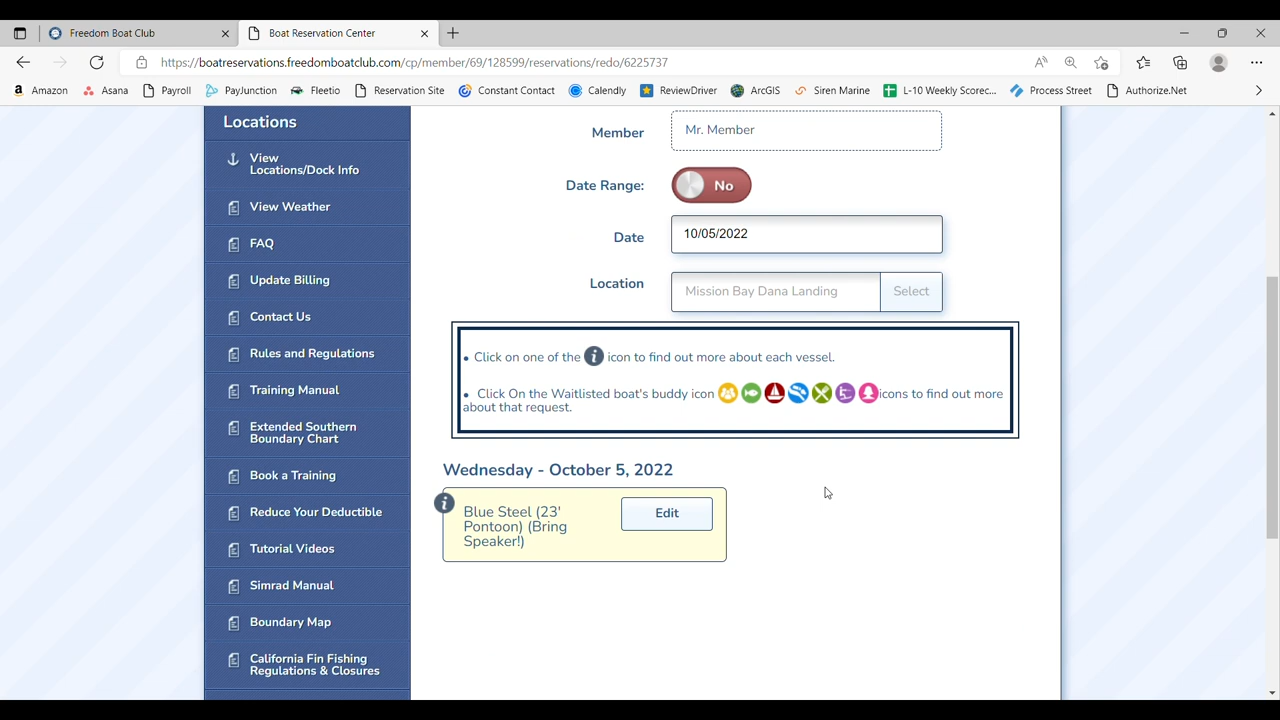 Freedom Boat Club
Boat Reservation Center
https://boatreservations.freedomboatclub.com/cp/member/69/128599/reservations/redo/6225737
Amazon Asana Payroll PayJunction Fleetio Reservation Site Constant Contact Calendly ReviewDriver ArcGIS Siren Marine L-10 Weekly Scorec... Process Street Authorize.Net
Locations
View
Locations/Dock Info
View Weather
FAQ
Update Billing
Contact Us
Rules and Regulations
Training Manual
Extended Southern
Boundary Chart
Book a Training
Reduce Your Deductible
Tutorial Videos
Simrad Manual
Boundary Map
California Fin Fishing
Regulations & Closures
Member Mr. Member
Date Range: No
Date 10/05/2022
Location Mission Bay Dana Landing Select
• Click on one of the i icon to find out more about each vessel.
• Click On the Waitlisted boat's buddy icon icons to find out more
about that request.
Wednesday - October 5, 2022
i
Blue Steel (23' Edit
Pontoon) (Bring
Speaker!)